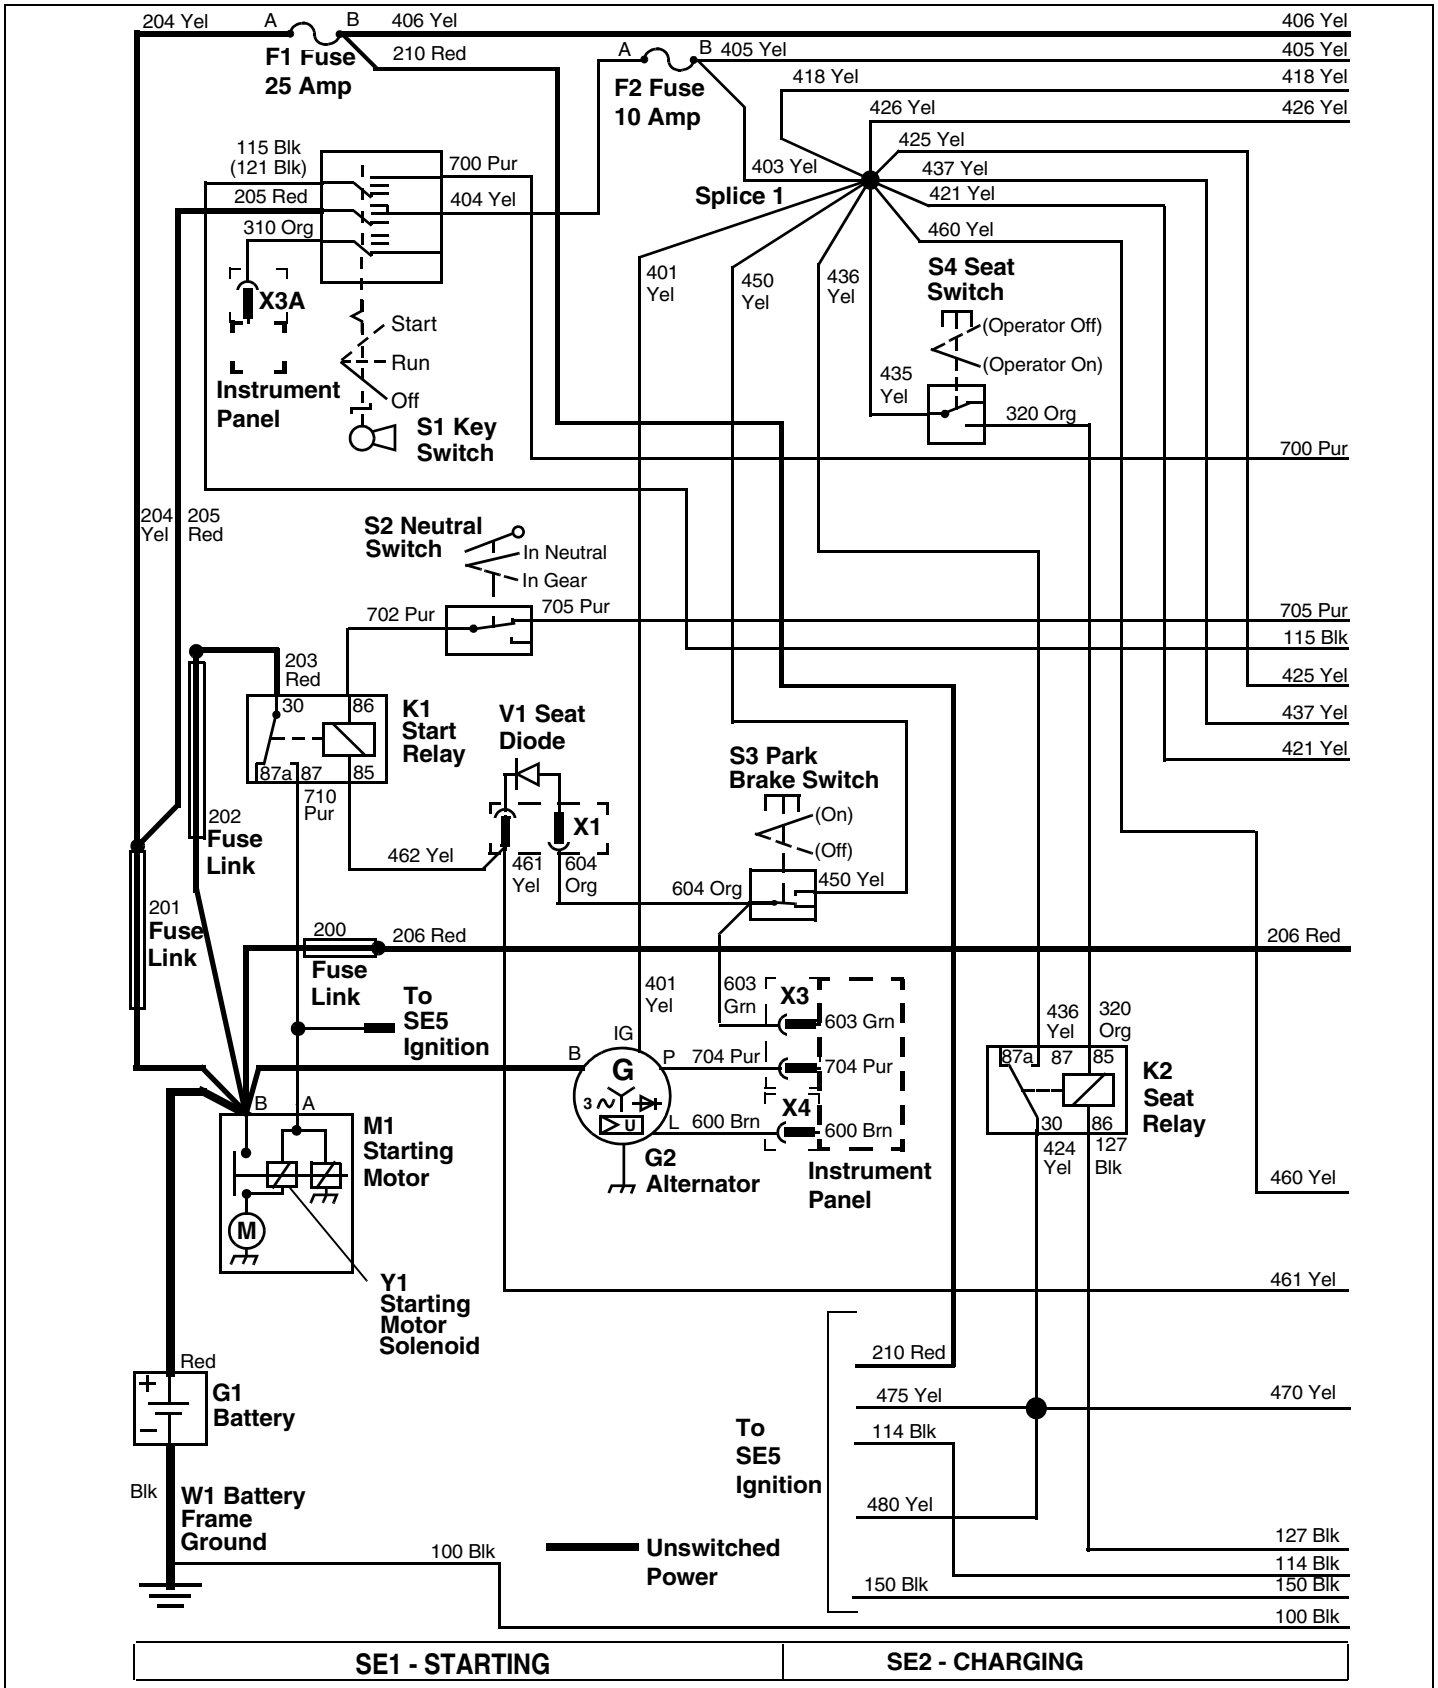 204 Yel
A
B
406 Yel
406 Yel
F1 Fuse
25 Amp
210 Red
A
B
405 Yel
405 Yel
F2 Fuse
10 Amp
418 Yel
418 Yel
426 Yel
426 Yel
425 Yel
115 Blk
(121 Blk)
700 Pur
403 Yel
437 Yel
205 Red
404 Yel
Splice 1
421 Yel
310 Org
460 Yel
X3A
401
Yel
450
Yel
436
Yel
S4 Seat
Switch
Start
(Operator Off)
Run
(Operator On)
Instrument
Panel
Off
435
Yel
320 Org
S1 Key
Switch
700 Pur
204
Yel
205
Red
S2 Neutral
Switch
In Neutral
In Gear
702 Pur
705 Pur
705 Pur
115 Blk
203
Red
425 Yel
30
86
K1
Start
Relay
V1 Seat
Diode
437 Yel
87a
87
85
S3 Park
Brake Switch
421 Yel
710
Pur
202
Fuse
Link
X1
(On)
(Off)
462 Yel
461
Yel
604
Org
604 Org
450 Yel
201
Fuse
Link
200
206 Red
206 Red
Fuse
Link
To
SE5
Ignition
401
Yel
603
Grn
X3
603 Grn
436
Yel
320
Org
IG
B
G
P
704 Pur
704 Pur
87a
87
85
K2
Seat
Relay
3
U
L
600 Brn
X4
600 Brn
30
86
B
A
M1
Starting
Motor
G2
Alternator
Instrument
Panel
424
Yel
127
Blk
460 Yel
M
Y1
Starting
Motor
Solenoid
461 Yel
Red
+
−
G1
Battery
210 Red
475 Yel
470 Yel
To
SE5
Ignition
114 Blk
Blk
W1 Battery
Frame
Ground
480 Yel
100 Blk
Unswitched
Power
127 Blk
114 Blk
150 Blk
150 Blk
100 Blk
SE1 - STARTING
SE2 - CHARGING